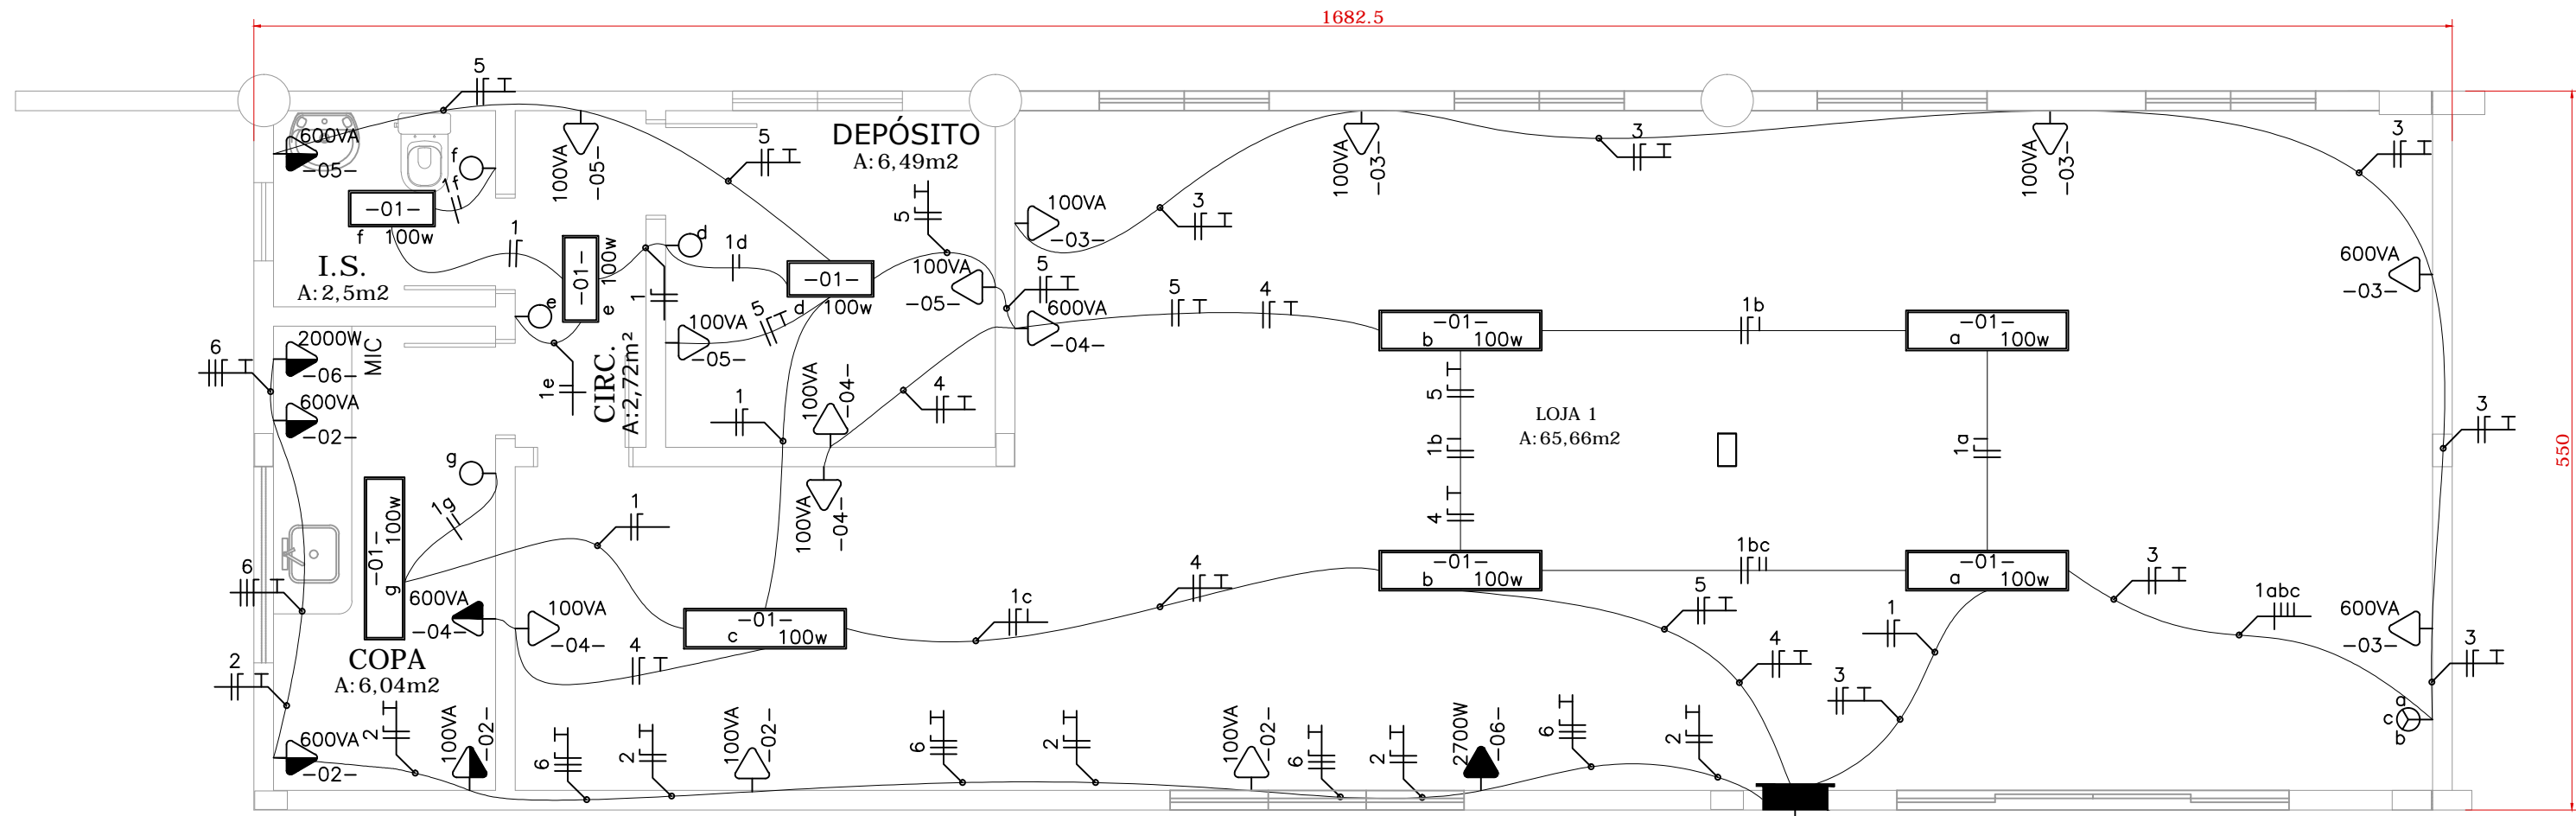 1682.5
5
600VA
-05-
f
1f
-01-
f 100w
I.S.
A:2,5m2
1
100VA
-05-
5
DEPÓSITO
A:6,49m2
5
-01-
100w
e
e
1e
1
d
1d
-01-
d 100w
5
100VA
-05-
100VA
-05-
5
600VA
-04-
100VA
-03-
3
100VA
-03-
3
100VA
-03-
3
600VA
-03-
5
4
-01-
b 100w
1b
-01-
a 100w
6
2000W
MIC
-06-
600VA
-02-
CIRC.
A:2,72m²
1
100VA
-04-
4
100VA
-04-
5
1b
4
LOJA 1
A:65,66m2
1a
3
550
g
1g
-01-
100w
g
1
6
600VA
-04-
100VA
-04-
4
-01-
c 100w
1c
4
-01-
b 100w
1bc
-01-
a 100w
3
1abc
600VA
-03-
3
5
4
1
3
a
c
b
COPA
A:6,04m2
2
600VA
-02-
2
100VA
-02-
6
2
100VA
-02-
6
2
100VA
-02-
6
2
2700W
-06-
6
2